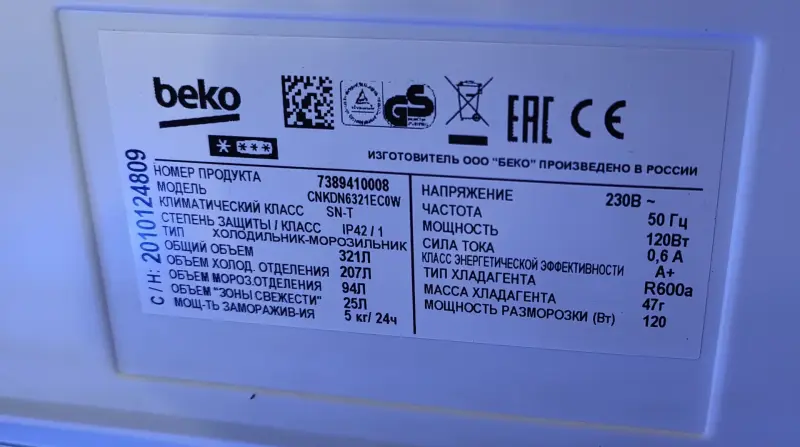 beko
GS
EAC CE
ИЗГОТОВИТЕЛЬ ООО "БЕКО" ПРОИЗВЕДЕНО В РОССИИ
С / Н: 2010124809
НОМЕР ПРОДУКТА 7389410008
МОДЕЛЬ CNKDN6321EC0W
КЛИМАТИЧЕСКИЙ КЛАСС SN-T
СТЕПЕНЬ ЗАЩИТЫ / КЛАСС IP42 / 1
ТИП ХОЛОДИЛЬНИК-МОРОЗИЛЬНИК
ОБЩИЙ ОБЪЕМ 321Л
ОБЪЕМ ХОЛОД. ОТДЕЛЕНИЯ 207Л
ОБЪЕМ МОРОЗ.ОТДЕЛЕНИЯ 94Л
ОБЪЕМ "ЗОНЫ СВЕЖЕСТИ" 25Л
МОЩ-ТЬ ЗАМОРАЖИВ-ИЯ 5 кг/ 24ч
НАПРЯЖЕНИЕ 230В ~
ЧАСТОТА 50 Гц
МОЩНОСТЬ 120Вт
СИЛА ТОКА 0,6 А
КЛАСС ЭНЕРГЕТИЧЕСКОЙ ЭФФЕКТИВНОСТИ A+
ТИП ХЛАДАГЕНТА R600a
МАССА ХЛАДАГЕНТА 47г
МОЩНОСТЬ РАЗМОРОЗКИ (Вт) 120